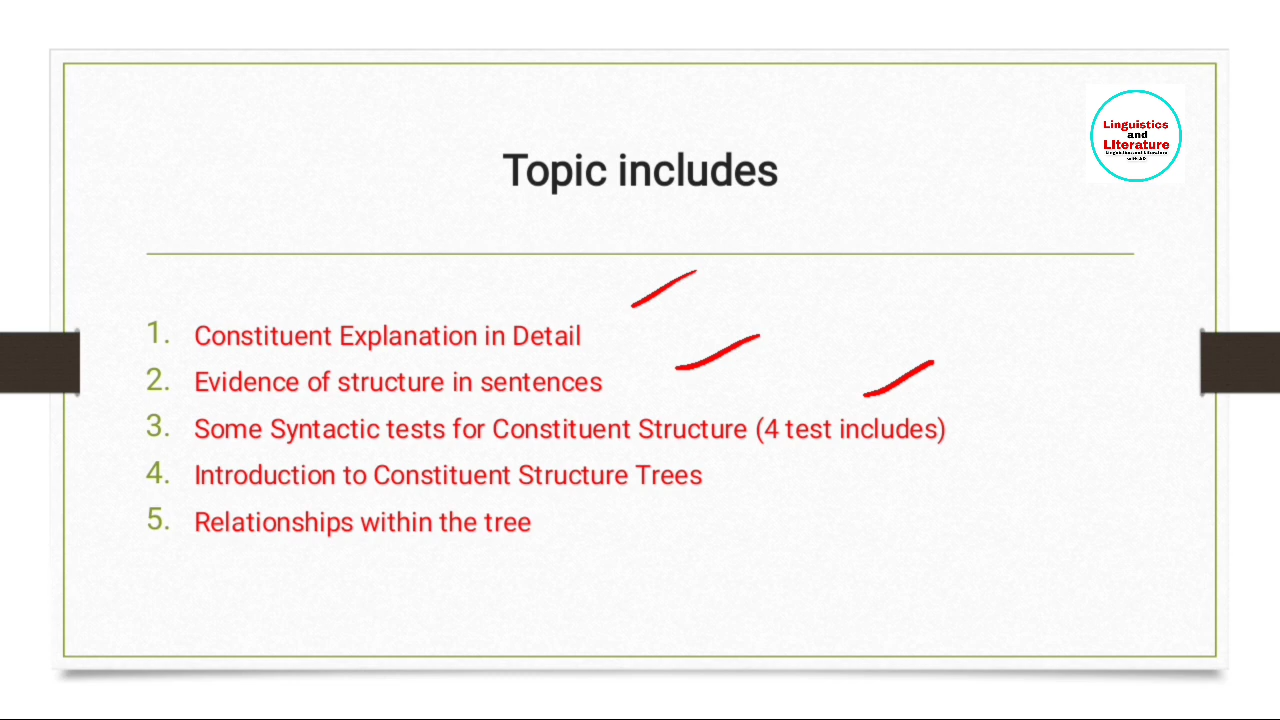 Linguistics
and
LIterature
Topic includes
1. Constituent Explanation in Detail
2. Evidence of structure in sentences
3. Some Syntactic tests for Constituent Structure (4 test includes)
4. Introduction to Constituent Structure Trees
5. Relationships within the tree